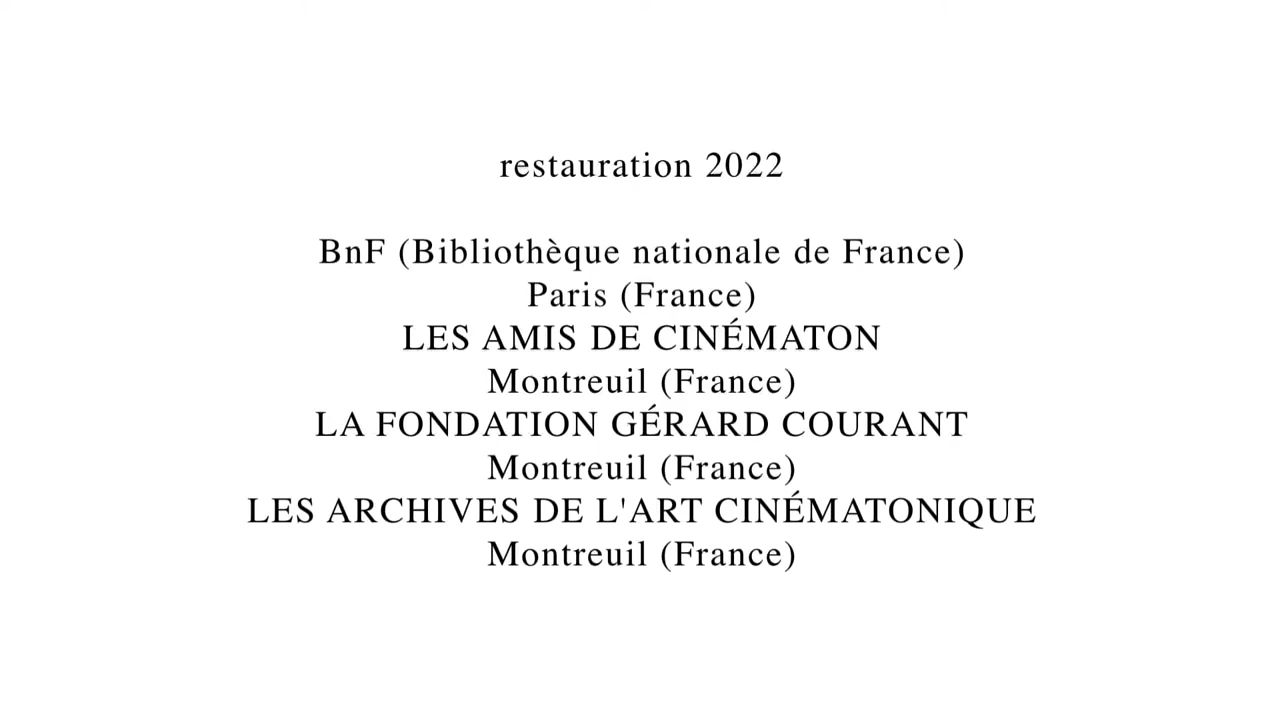 restauration 2022
BnF (Bibliothèque nationale de France)
Paris (France)
LES AMIS DE CINÉMATON
Montreuil (France)
LA FONDATION GÉRARD COURANT
Montreuil (France)
LES ARCHIVES DE L'ART CINÉMATONIQUE
Montreuil (France)